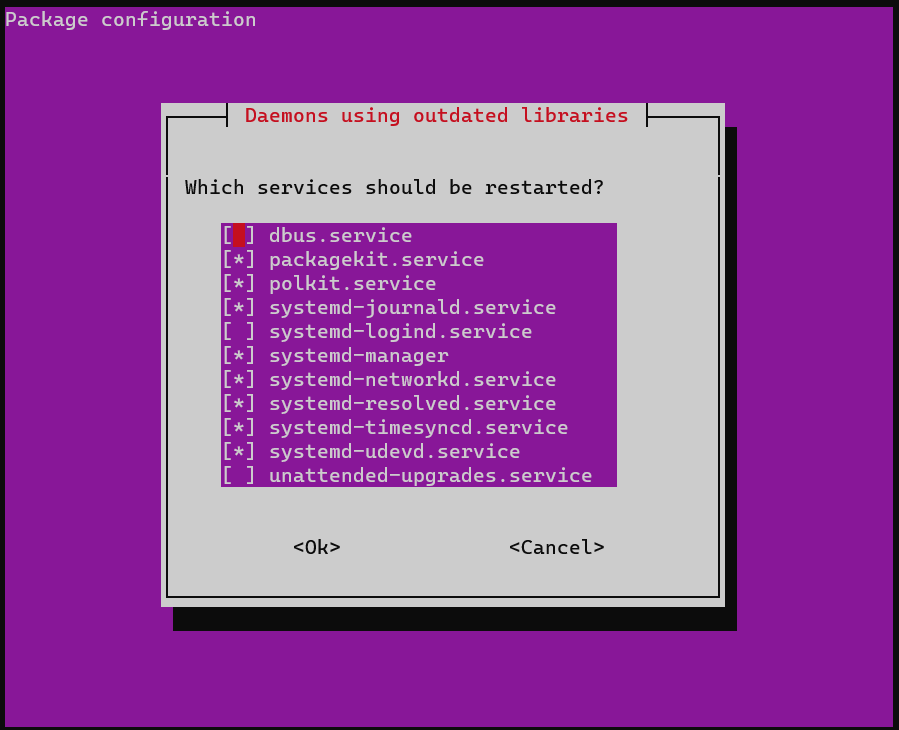 Package configuration
Daemons using outdated libraries
Which services should be restarted?
[ ] dbus.service
[*] packagekit.service
[*] polkit.service
[*] systemd-journald.service
[ ] systemd-logind.service
[*] systemd-manager
[*] systemd-networkd.service
[*] systemd-resolved.service
[*] systemd-timesyncd.service
[*] systemd-udevd.service
[ ] unattended-upgrades.service
<Ok> <Cancel>